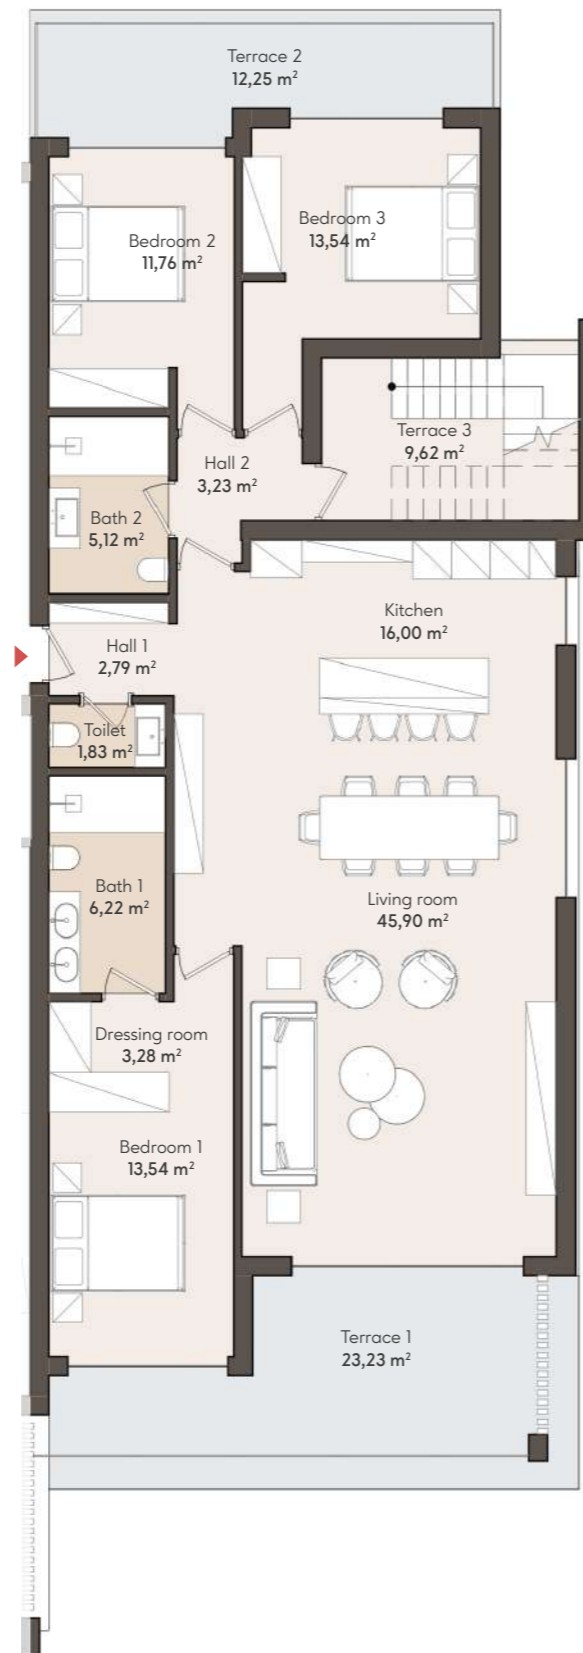 Terrace 2
12,25 m²
Bedroom 3
13,54 m²
Bedroom 2
11,76 m²
Terrace 3
9,62 m²
Hall 2
3,23 m²
Bath 2
5,12 m²
Kitchen
16,00 m²
Hall 1
2,79 m²
Toilet
1,83 m²
Bath 1
6,22 m²
Living room
45,90 m²
Dressing room
3,28 m²
Bedroom 1
13,54 m²
Terrace 1
23,23 m²